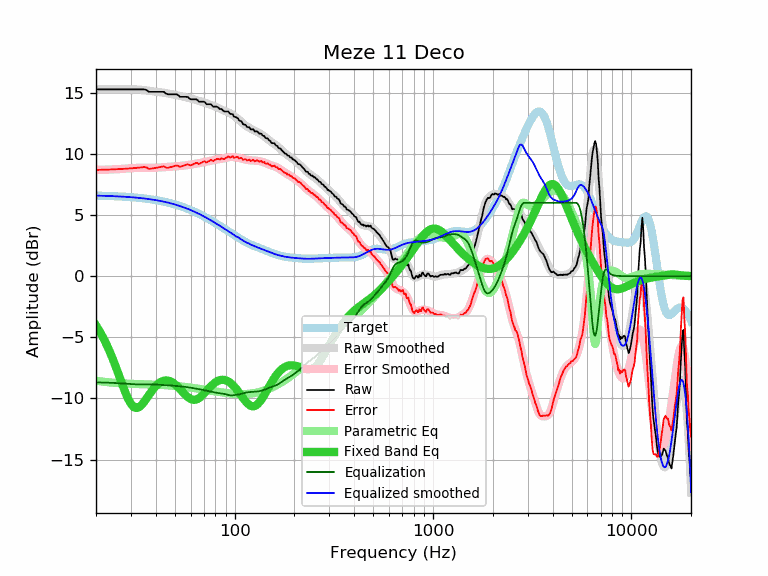 Meze 11 Deco
Amplitude (dBr)
15
10
5
0
−5
−10
−15
Target
Raw Smoothed
Error Smoothed
Raw
Error
Parametric Eq
Fixed Band Eq
Equalization
Equalized smoothed
100
1000
10000
Frequency (Hz)